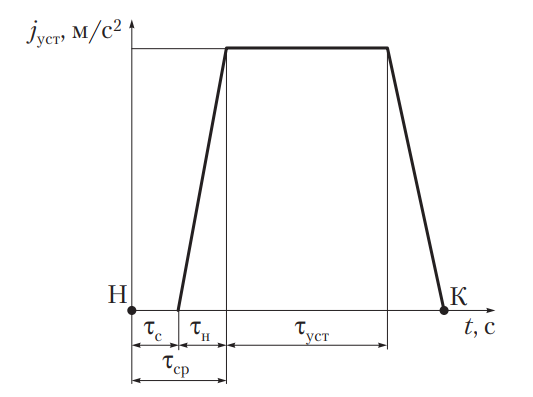 jуст, м/с²
Н
К
τс τн τуст
t, с
τср